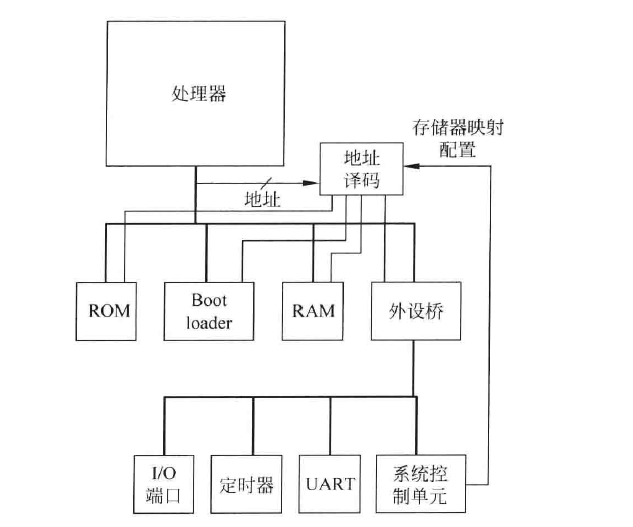 处理器
存储器映射
配置
地址
译码
地址
ROM
Boot
loader
RAM
外设桥
I/O
端口
定时器
UART
系统控
制单元